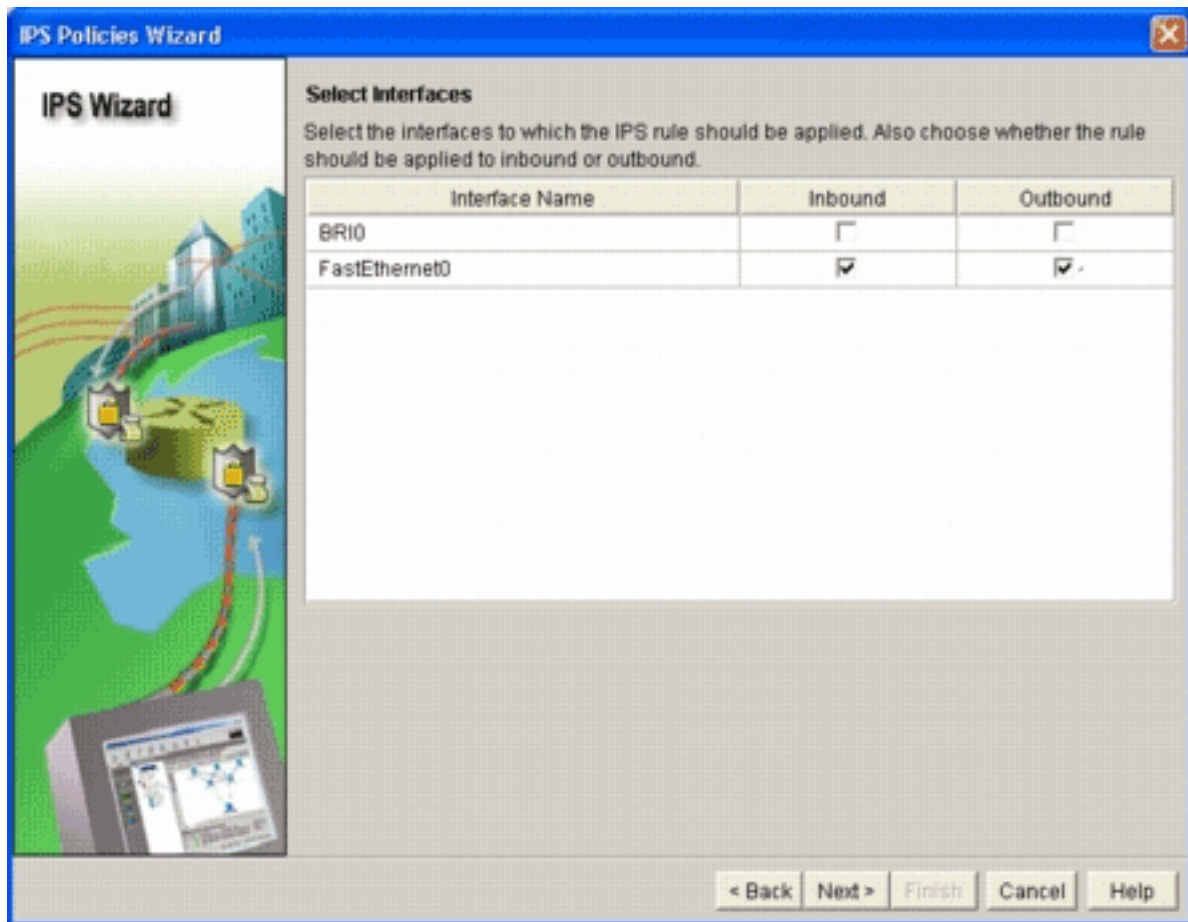 IPS Policies Wizard
IPS Wizard
Select Interfaces
Select the interfaces to which the IPS rule should be applied. Also choose whether the rule
should be applied to inbound or outbound.
Interface Name Inbound Outbound
BRI0
FastEthernet0
< Back Next > Finish Cancel Help